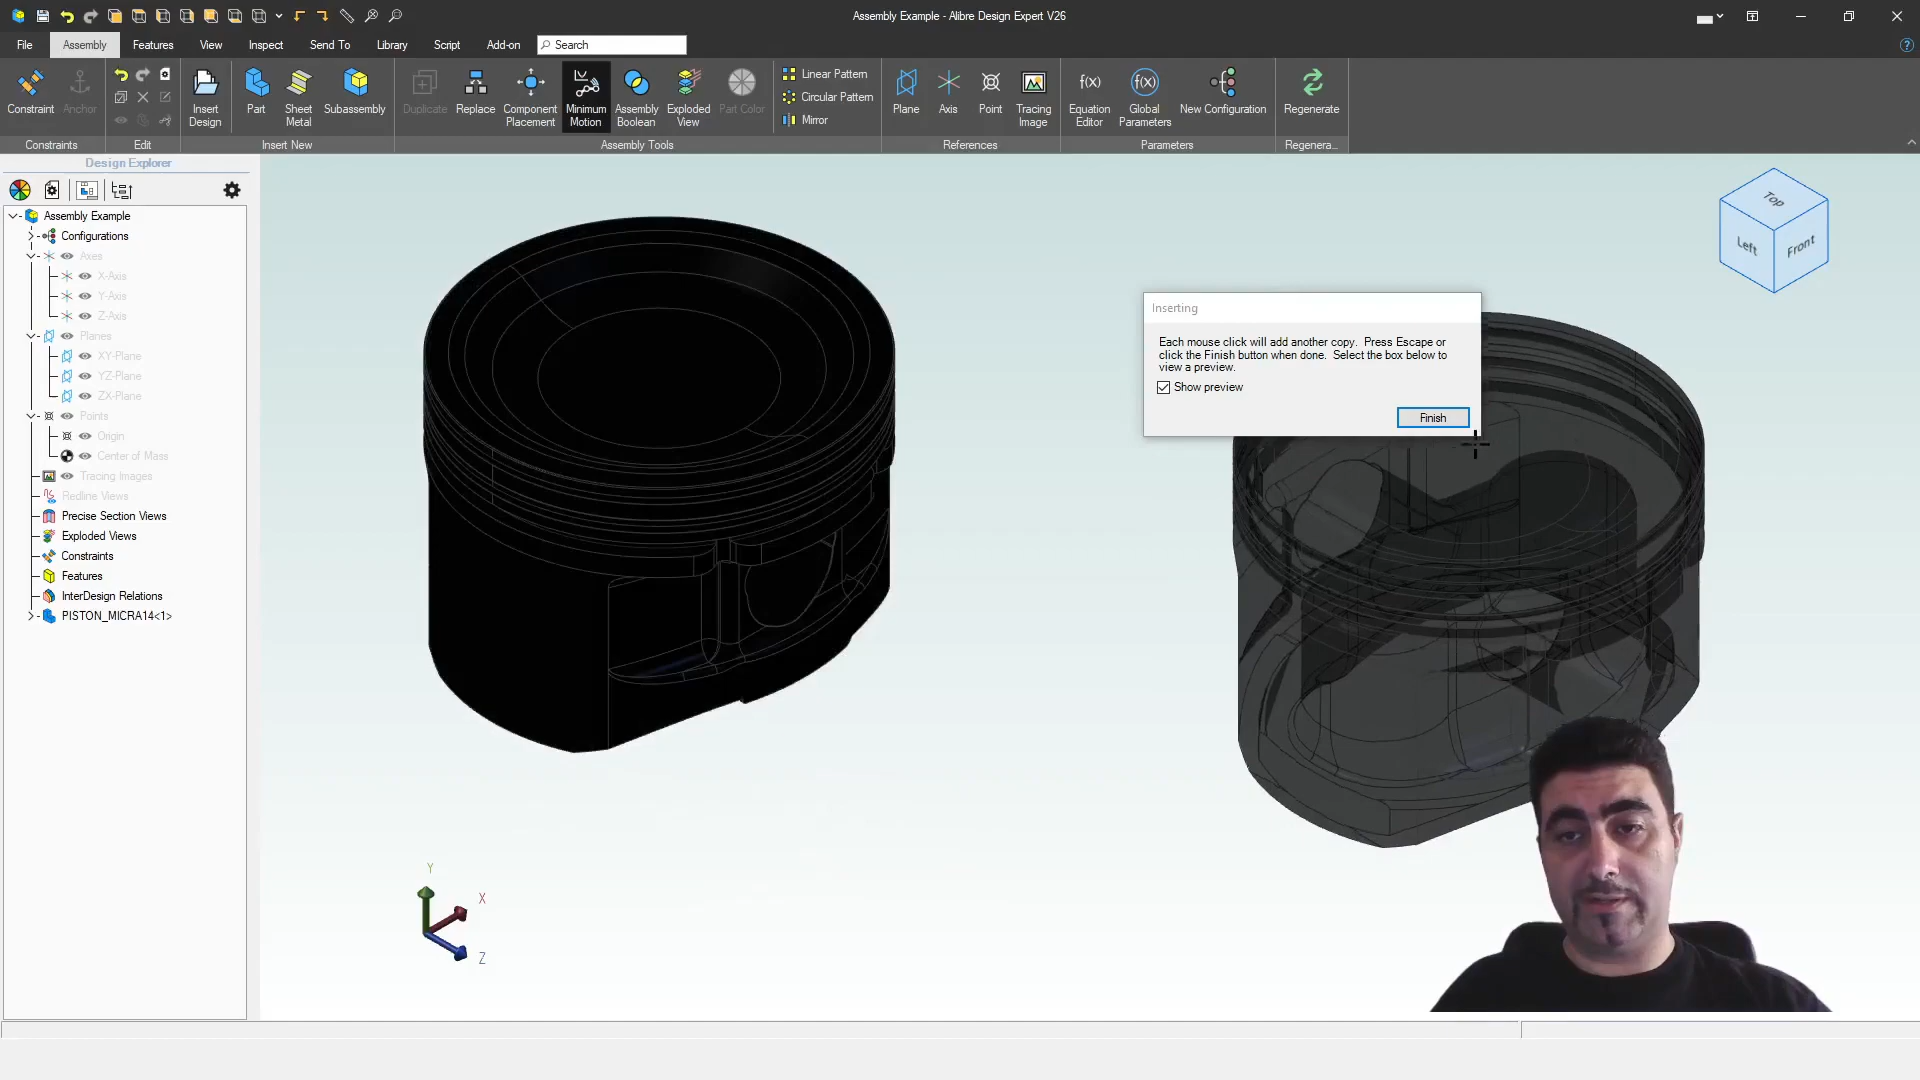 Assembly Example - Alibre Design Expert V26
File Assembly Features View Inspect Send To Library Script Add-on Search
Constraint Anchor
Insert Design
Part
Sheet Metal
Subassembly
Duplicate
Replace
Component Placement
Minimum Motion
Assembly Boolean
Exploded View
Part Color
Linear Pattern
Circular Pattern
Mirror
Plane
Axis
Point
Tracing Image
Equation Editor
Global Parameters
New Configuration
Regenerate
Constraints Edit Insert New Assembly Tools References Parameters Regenera...
Design Explorer
Assembly Example
Configurations
Axes
X-Axis
Y-Axis
Z-Axis
Planes
XY-Plane
YZ-Plane
ZX-Plane
Points
Origin
Center of Mass
Tracing Images
Redline Views
Precise Section Views
Exploded Views
Constraints
Features
InterDesign Relations
PISTON_MICRA14<1>
Top
Left
Front
Inserting
Each mouse click will add another copy. Press Escape or
click the Finish button when done. Select the box below to
view a preview.
Show preview
Finish
Y
X
Z